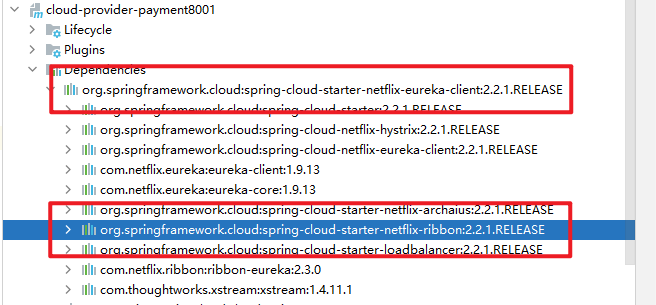 cloud-provider-payment8001
Lifecycle
Plugins
Dependencies
org.springframework.cloud:spring-cloud-starter-netflix-eureka-client:2.2.1.RELEASE
org.springframework.cloud:spring-cloud-starter:2.2.1.RELEASE
org.springframework.cloud:spring-cloud-netflix-hystrix:2.2.1.RELEASE
org.springframework.cloud:spring-cloud-netflix-eureka-client:2.2.1.RELEASE
com.netflix.eureka:eureka-client:1.9.13
com.netflix.eureka:eureka-core:1.9.13
org.springframework.cloud:spring-cloud-starter-netflix-archaius:2.2.1.RELEASE
org.springframework.cloud:spring-cloud-starter-netflix-ribbon:2.2.1.RELEASE
org.springframework.cloud:spring-cloud-starter-loadbalancer:2.2.1.RELEASE
com.netflix.ribbon:ribbon-eureka:2.3.0
com.thoughtworks.xstream:xstream:1.4.11.1